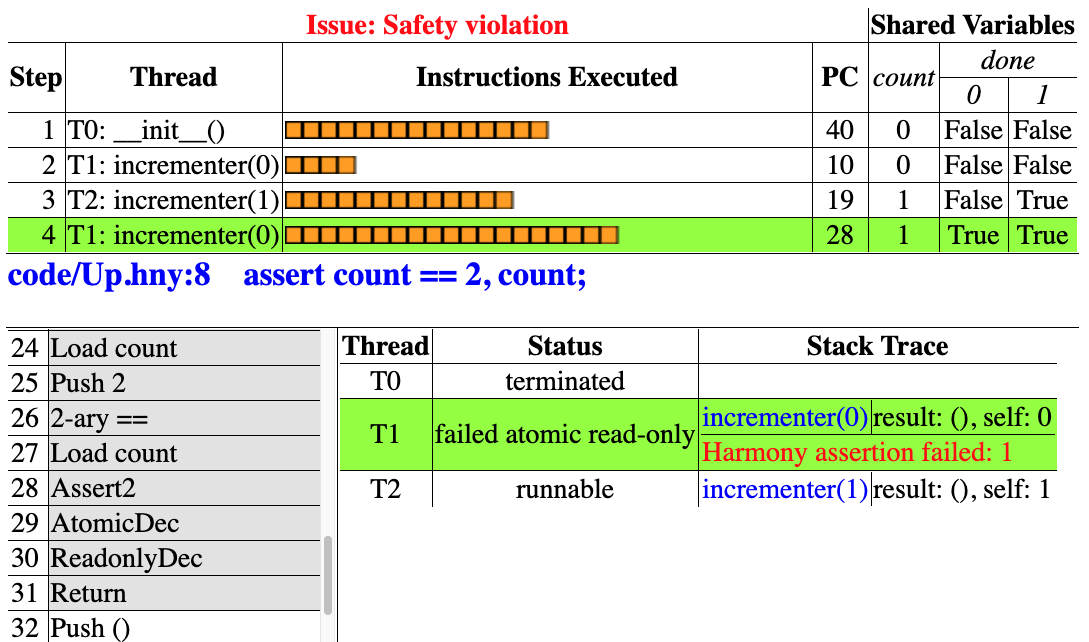 Issue: Safety violation Shared Variables
Step Thread Instructions Executed PC count done
0 1
1 T0: __init__() 40 0 False False
2 T1: incrementer(0) 10 0 False False
3 T2: incrementer(1) 19 1 False True
4 T1: incrementer(0) 28 1 True True
code/Up.hny:8 assert count == 2, count;
24 Load count
25 Push 2
26 2-ary ==
27 Load count
28 Assert2
29 AtomicDec
30 ReadonlyDec
31 Return
32 Push ()
Thread Status Stack Trace
T0 terminated
T1 failed atomic read-only incrementer(0) result: (), self: 0
Harmony assertion failed: 1
T2 runnable incrementer(1) result: (), self: 1